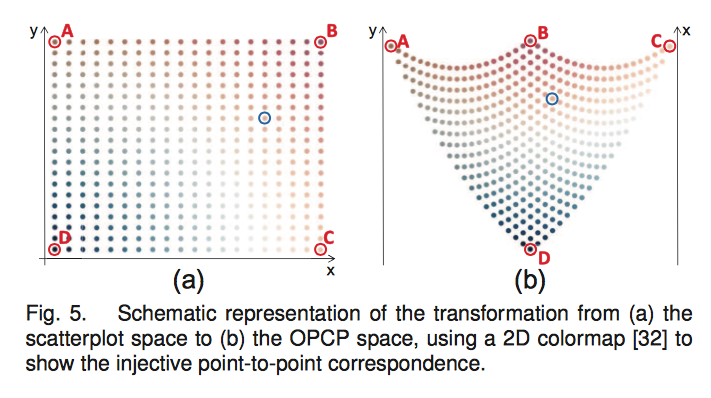 y
A
B
D
C
x
(a)
y
A
B
C
x
D
(b)
Fig. 5. Schematic representation of the transformation from (a) the
scatterplot space to (b) the OPCP space, using a 2D colormap [32] to
show the injective point-to-point correspondence.